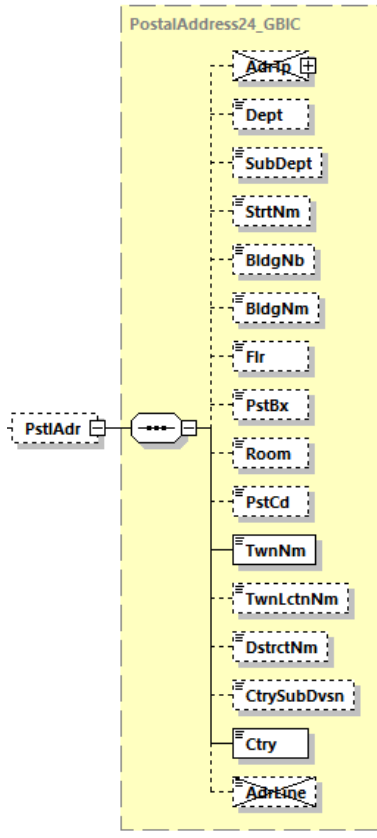 PostalAddress24_GBIC
AdrTp
Dept
SubDept
StrtNm
BldgNb
BldgNm
Flr
PstBx
PstlAdr
Room
PstCd
TwnNm
TwnLctnNm
DstrctNm
CtrySubDvsn
Ctry
AdrLine